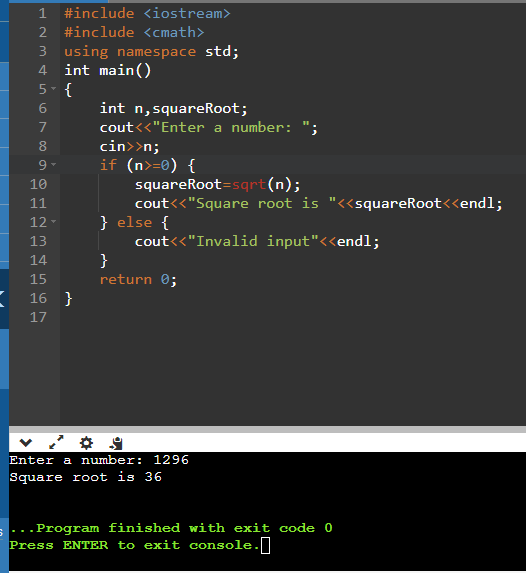 1 #include <iostream>
2 #include <cmath>
3 using namespace std;
4 int main()
5 {
6     int n,squareRoot;
7     cout<<"Enter a number: ";
8     cin>>n;
9     if (n>=0) {
10         squareRoot=sqrt(n);
11         cout<<"Square root is "<<squareRoot<<endl;
12     } else {
13         cout<<"Invalid input"<<endl;
14     }
15     return 0;
16 }
17
Enter a number: 1296
Square root is 36
...Program finished with exit code 0
Press ENTER to exit console.